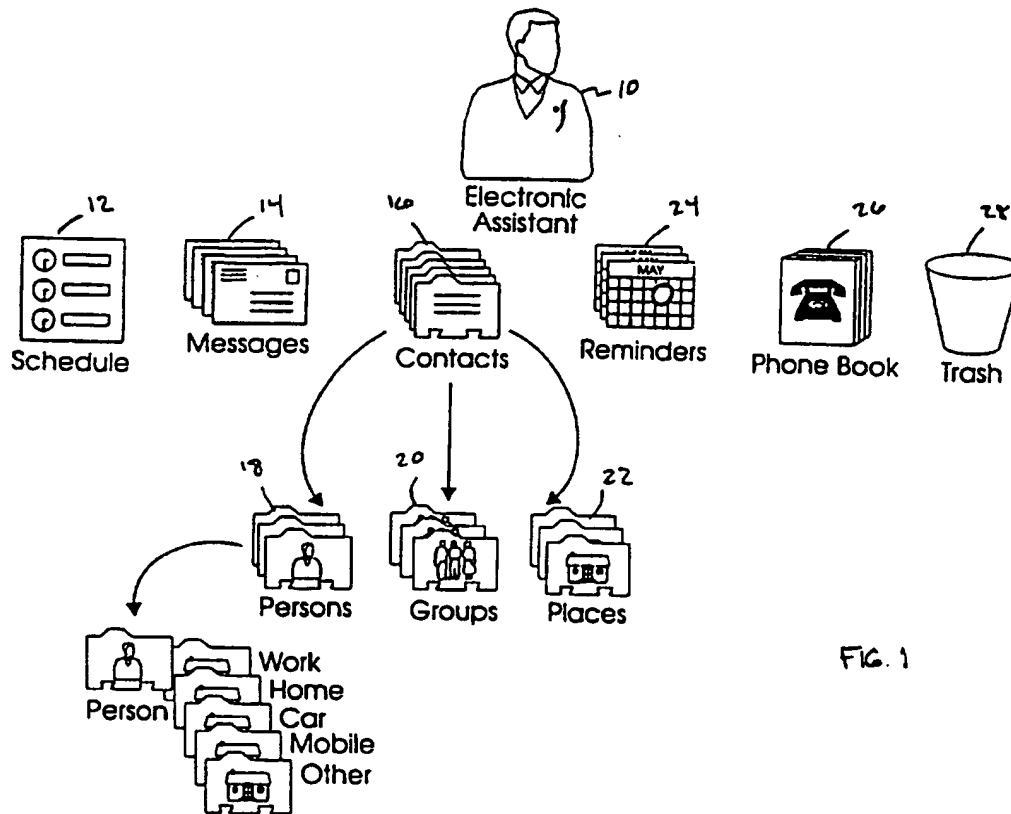 10
Electronic
Assistant
12
14
16
24
26
28
MAY
Schedule
Messages
Contacts
Reminders
Phone Book
Trash
18
20
22
Persons
Groups
Places
Work
Home
Person
Car
Mobile
Other
FIG. 1